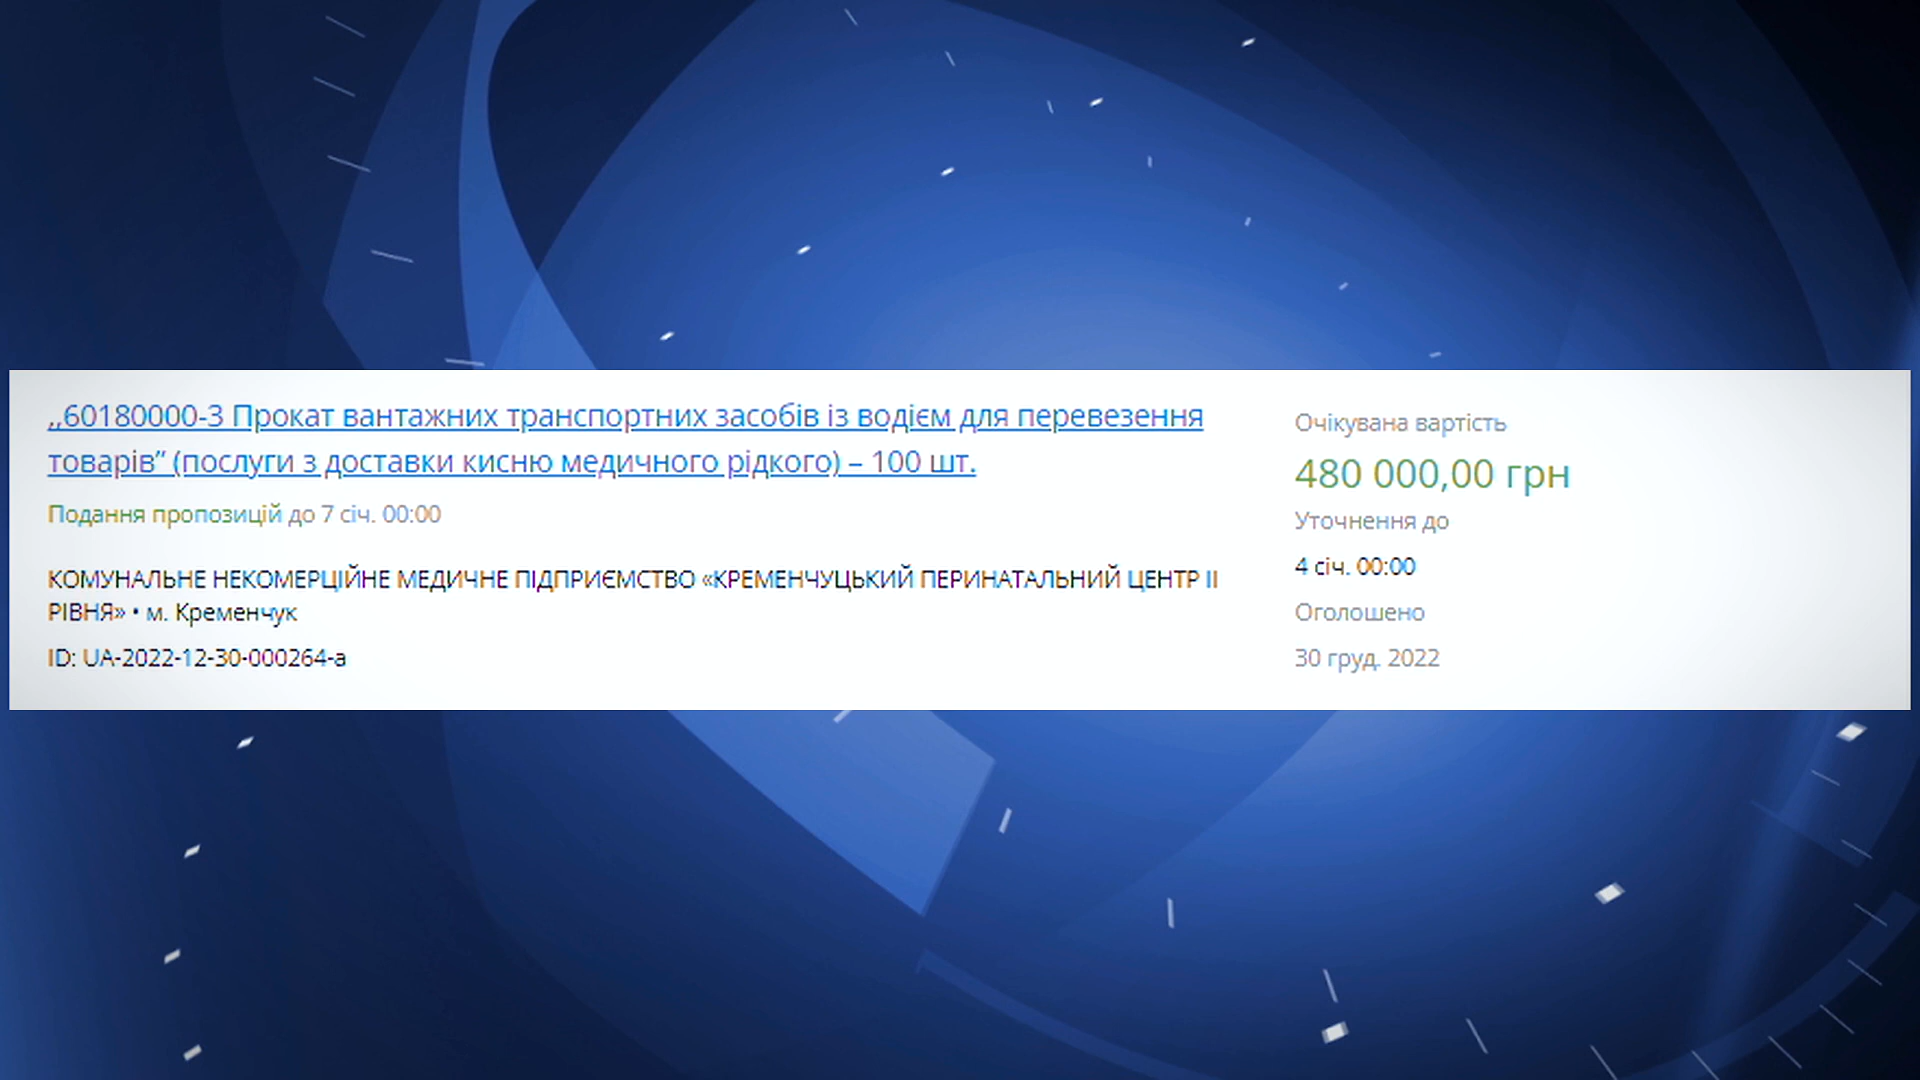 ,,60180000-3 Прокат вантажних транспортних засобів із водієм для перевезення
товарів” (послуги з доставки кисню медичного рідкого) – 100 шт.
Подання пропозицій до 7 січ. 00:00
КОМУНАЛЬНЕ НЕКОМЕРЦІЙНЕ МЕДИЧНЕ ПІДПРИЄМСТВО «КРЕМЕНЧУЦЬКИЙ ПЕРИНАТАЛЬНИЙ ЦЕНТР ІІ
РІВНЯ» • м. Кременчук
ID: UA-2022-12-30-000264-a
Очікувана вартість
480 000,00 грн
Уточнення до
4 січ. 00:00
Оголошено
30 груд. 2022